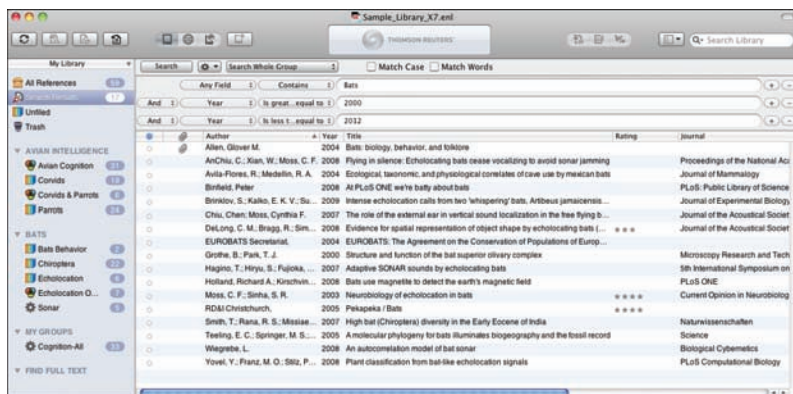 Sample_Library_X7.enl
THOMSON REUTERS
Search Library
My Library
Search
Search Whole Group
Match Case
Match Words
All References
Search Results 17
Unfiled
Trash
Any Field Contains Bats
And Year Is great...equal to 2000
And Year Is less t...equal to 2012
AVIAN INTELLIGENCE
Avian Cognition
Corvids
Corvids & Parrots
Parrots
BATS
Bats Behavior
Chiroptera
Echolocation
Echolocation O...
Sonar
MY GROUPS
Cognition-All
FIND FULL TEXT
Author Year Title Rating Journal
Allen, Glover M. 2004 Bats: biology, behavior, and folklore
AnChiu, C.; Xian, W.; Moss, C. F. 2008 Flying in silence: Echolocating bats cease vocalizing to avoid sonar jamming Proceedings of the National Aca
Avila-Flores, R.; Medellin, R. A. 2004 Ecological, taxonomic, and physiological correlates of cave use by mexican bats Journal of Mammalogy
Binfield, Peter 2008 At PLoS ONE we're batty about bats PLoS: Public Library of Science
Brinklov, S.; Kalko, E. K. V.; Su... 2009 Intense echolocation calls from two 'whispering' bats, Artibeus jamaicensis... Journal of Experimental Biology
Chiu, Chen; Moss, Cynthia F. 2007 The role of the external ear in vertical sound localization in the free flying b... Journal of the Acoustical Societ
DeLong, C. M.; Bragg, R.; Sim... 2008 Evidence for spatial representation of object shape by echolocating bats (... Journal of the Acoustical Societ
EUROBATS Secretariat, 2004 EUROBATS: The Agreement on the Conservation of Populations of Europ...
Grothe, B.; Park, T. J. 2000 Structure and function of the bat superior olivary complex Microscopy Research and Tech
Hagino, T.; Hiryu, S.; Fujioka, ... 2007 Adaptive SONAR sounds by echolocating bats 5th International Symposium on
Holland, Richard A.; Kirschvin... 2008 Bats use magnetite to detect the earth's magnetic field PLoS ONE
Moss, C. F.; Sinha, S. R. 2003 Neurobiology of echolocation in bats Current Opinion in Neurobiolog
RD&I Christchurch, 2005 Pekapeka / Bats
Smith, T.; Rana, R. S.; Missiae... 2007 High bat (Chiroptera) diversity in the Early Eocene of India Naturwissenschaften
Teeling, E. C.; Springer, M. S.;... 2005 A molecular phylogeny for bats illuminates biogeography and the fossil record Science
Wiegrebe, L. 2008 An autocorrelation model of bat sonar Biological Cybernetics
Yovel, Y.; Franz, M. O.; Stilz, P... 2008 Plant classification from bat-like echolocation signals PLoS Computational Biology